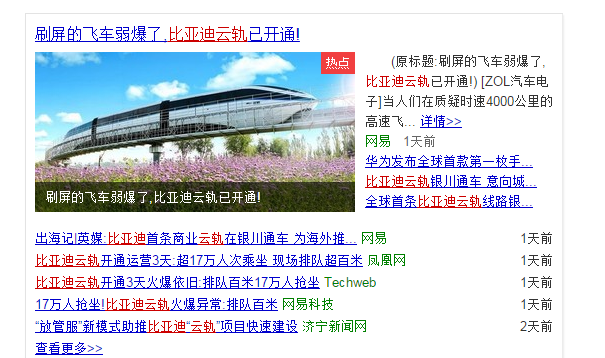 刷屏的飞车弱爆了,比亚迪云轨已开通!
热点
刷屏的飞车弱爆了,比亚迪云轨已开通!
(原标题:刷屏的飞车弱爆了,
比亚迪云轨已开通!) [ZOL汽车电
子]当人们在质疑时速4000公里的
高速飞... 详情>>
网易 1天前
华为发布全球首款第一枚手...
比亚迪云轨银川通车 意向城...
全球首条比亚迪云轨线路银...
出海记|英媒:比亚迪首条商业云轨在银川通车 为海外推... 网易 1天前
比亚迪云轨开通运营3天:超17万人次乘坐 现场排队超百米 凤凰网 1天前
比亚迪云轨开通3天火爆依旧:排队百米17万人抢坐 Techweb 1天前
17万人抢坐!比亚迪云轨火爆异常:排队百米 网易科技 1天前
“放管服”新模式助推比亚迪“云轨”项目快速建设 济宁新闻网 2天前
查看更多>>